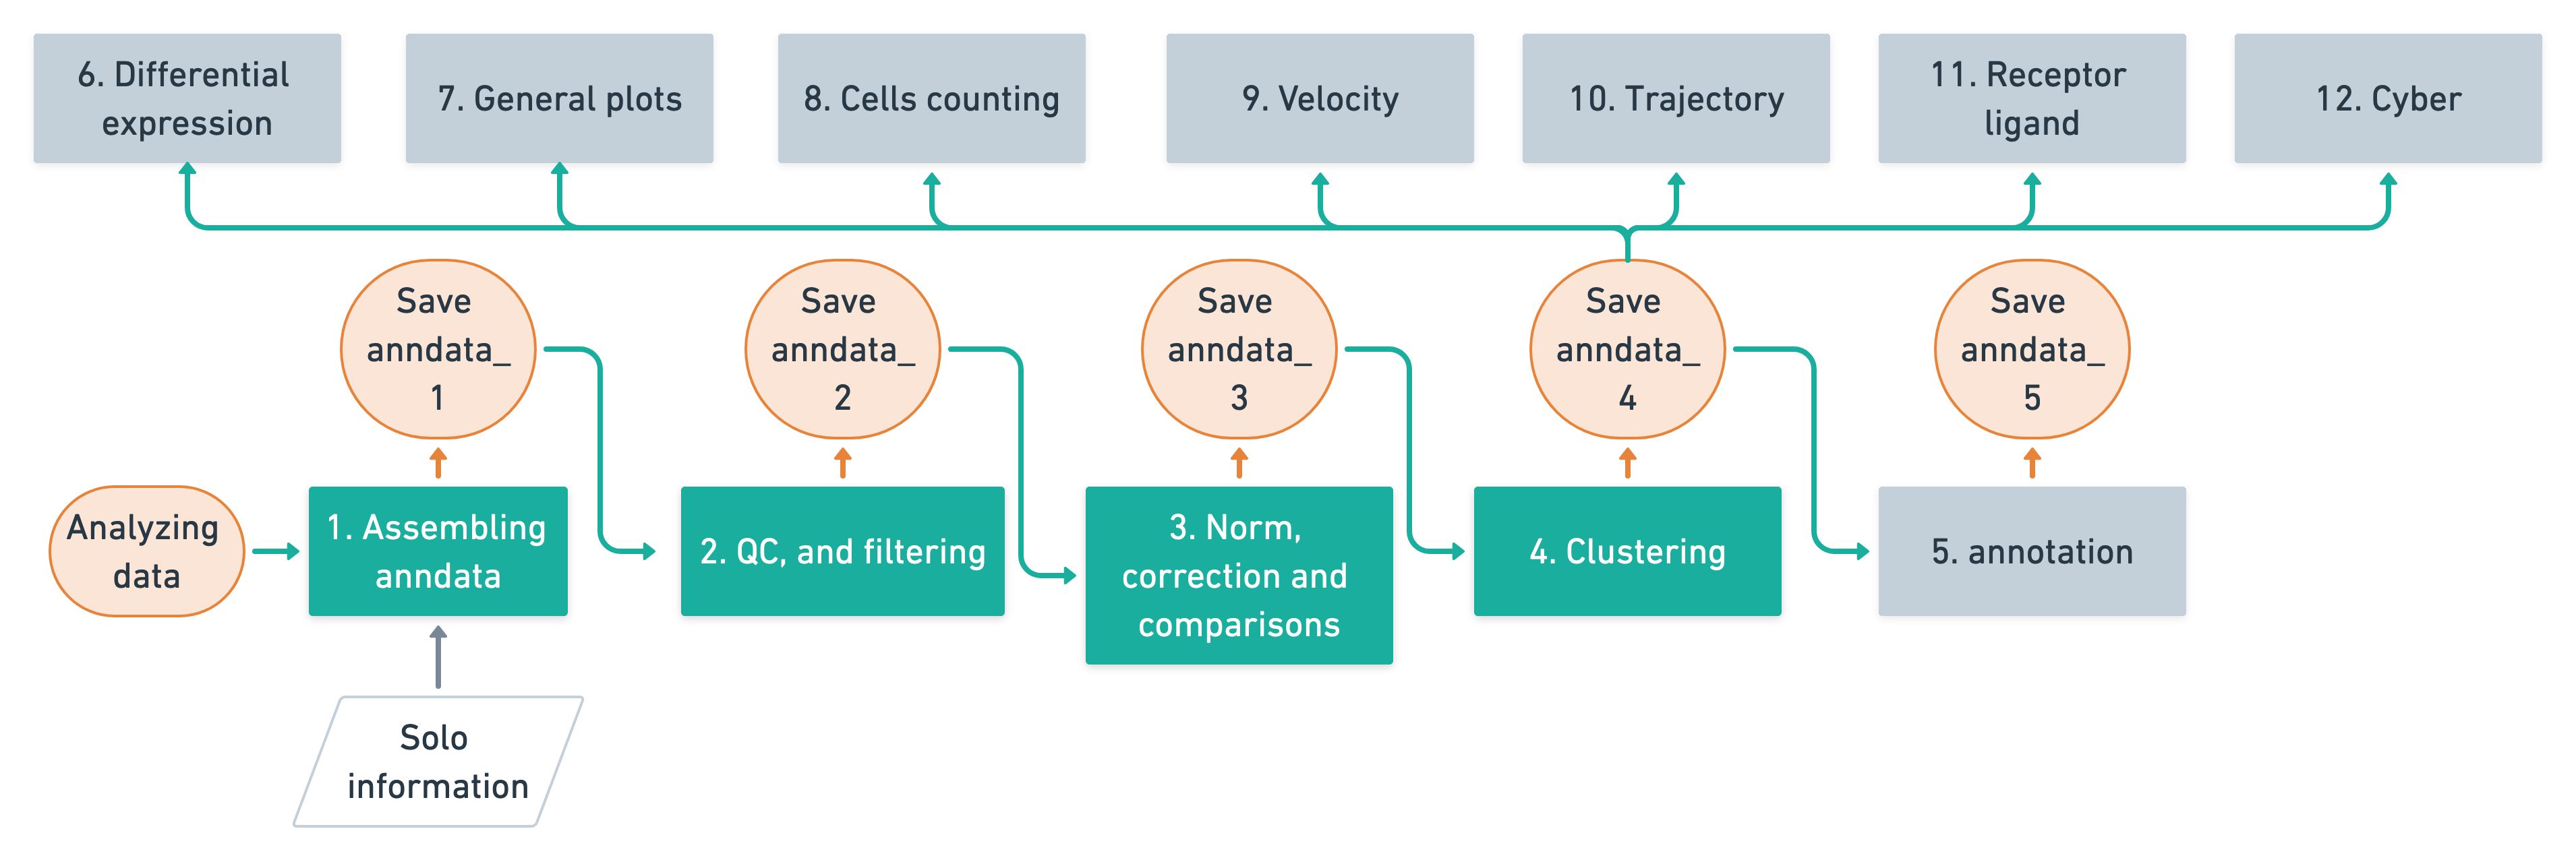 6. Differential
expression
7. General plots
8. Cells counting
9. Velocity
10. Trajectory
11. Receptor
ligand
12. Cyber
Save
anndata_
1
Save
anndata_
2
Save
anndata_
3
Save
anndata_
4
Save
anndata_
5
Analyzing
data
1. Assembling
anndata
2. QC, and filtering
3. Norm,
correction and
comparisons
4. Clustering
5. annotation
Solo
information